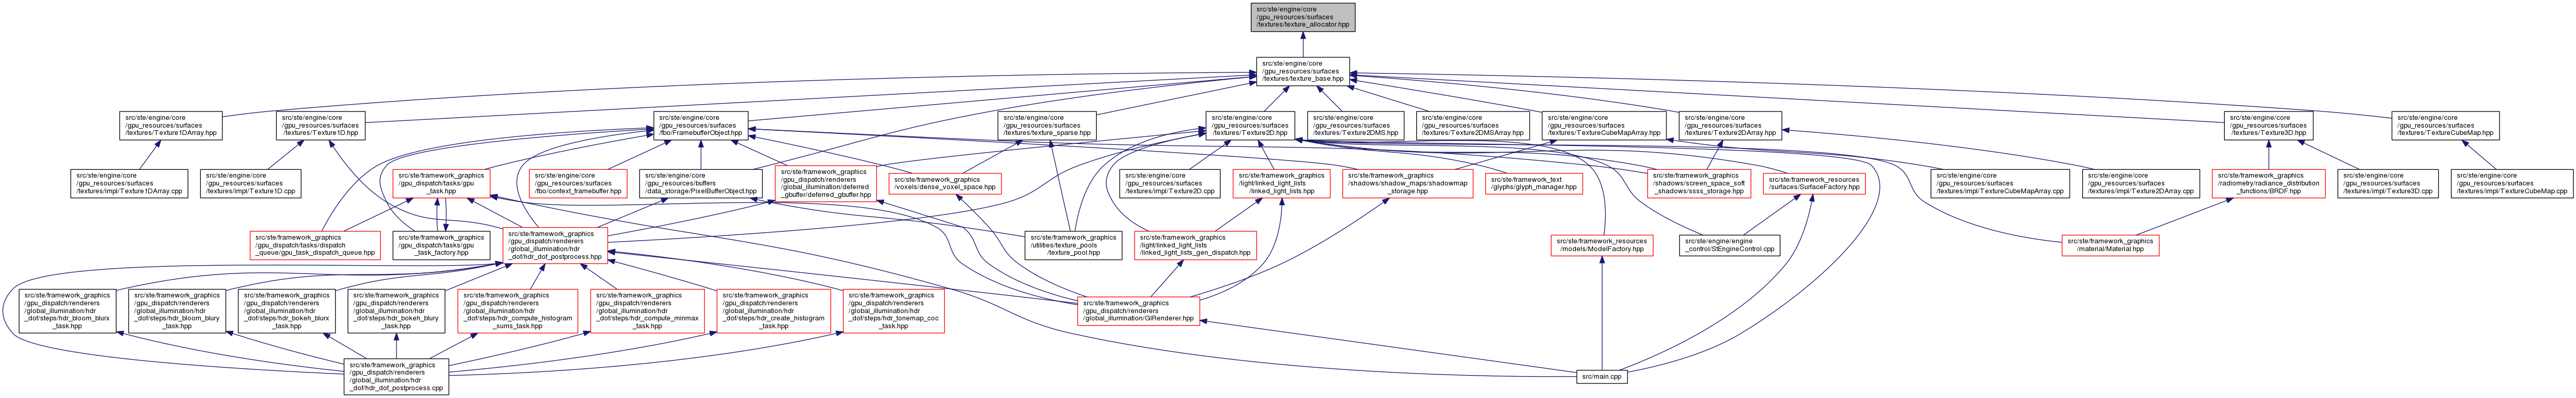 src/ste/engine/core
/gpu_resources/surfaces
/textures/texture_allocator.hpp
src/ste/engine/core
/gpu_resources/surfaces
/textures/texture_base.hpp
src/ste/engine/core
/gpu_resources/surfaces
/textures/Texture1DArray.hpp
src/ste/engine/core
/gpu_resources/surfaces
/textures/Texture1D.hpp
src/ste/engine/core
/gpu_resources/surfaces
/fbo/FramebufferObject.hpp
src/ste/engine/core
/gpu_resources/surfaces
/textures/texture_sparse.hpp
src/ste/engine/core
/gpu_resources/surfaces
/textures/Texture2D.hpp
src/ste/engine/core
/gpu_resources/surfaces
/textures/Texture2DMS.hpp
src/ste/engine/core
/gpu_resources/surfaces
/textures/Texture2DMSArray.hpp
src/ste/engine/core
/gpu_resources/surfaces
/textures/TextureCubeMapArray.hpp
src/ste/engine/core
/gpu_resources/surfaces
/textures/Texture2DArray.hpp
src/ste/engine/core
/gpu_resources/surfaces
/textures/Texture3D.hpp
src/ste/engine/core
/gpu_resources/surfaces
/textures/TextureCubeMap.hpp
src/ste/engine/core
/gpu_resources/surfaces
/textures/impl/Texture1DArray.cpp
src/ste/engine/core
/gpu_resources/surfaces
/textures/impl/Texture1D.cpp
src/ste/framework_graphics
/gpu_dispatch/tasks/gpu
_task.hpp
src/ste/engine/core
/gpu_resources/surfaces
/fbo/context_framebuffer.hpp
src/ste/engine/core
/gpu_resources/buffers
/data_storage/PixelBufferObject.hpp
src/ste/framework_graphics
/gpu_dispatch/renderers
/global_illumination/deferred
_gbuffer/deferred_gbuffer.hpp
src/ste/framework_graphics
/voxels/dense_voxel_space.hpp
src/ste/engine/core
/gpu_resources/surfaces
/textures/impl/Texture2D.cpp
src/ste/framework_graphics
/light/linked_light_lists
/linked_light_lists.hpp
src/ste/framework_graphics
/shadows/shadow_maps/shadowmap
_storage.hpp
src/ste/framework_text
/glyphs/glyph_manager.hpp
src/ste/framework_graphics
/shadows/screen_space_soft
_shadows/ssss_storage.hpp
src/ste/framework_resources
/surfaces/SurfaceFactory.hpp
src/ste/engine/core
/gpu_resources/surfaces
/textures/impl/TextureCubeMapArray.cpp
src/ste/engine/core
/gpu_resources/surfaces
/textures/impl/Texture2DArray.cpp
src/ste/framework_graphics
/radiometry/radiance_distribution
_functions/BRDF.hpp
src/ste/engine/core
/gpu_resources/surfaces
/textures/impl/Texture3D.cpp
src/ste/engine/core
/gpu_resources/surfaces
/textures/impl/TextureCubeMap.cpp
src/ste/framework_graphics
/gpu_dispatch/tasks/dispatch
_queue/gpu_task_dispatch_queue.hpp
src/ste/framework_graphics
/gpu_dispatch/tasks/gpu
_task_factory.hpp
src/ste/framework_graphics
/gpu_dispatch/renderers
/global_illumination/hdr
_dof/hdr_dof_postprocess.hpp
src/ste/framework_graphics
/utilities/texture_pools
/texture_pool.hpp
src/ste/framework_graphics
/light/linked_light_lists
/linked_light_lists_gen_dispatch.hpp
src/ste/framework_resources
/models/ModelFactory.hpp
src/ste/engine/engine
_control/StEngineControl.cpp
src/ste/framework_graphics
/material/Material.hpp
src/ste/framework_graphics
/gpu_dispatch/renderers
/global_illumination/hdr
_dof/steps/hdr_bloom_blurx
_task.hpp
src/ste/framework_graphics
/gpu_dispatch/renderers
/global_illumination/hdr
_dof/steps/hdr_bloom_blury
_task.hpp
src/ste/framework_graphics
/gpu_dispatch/renderers
/global_illumination/hdr
_dof/steps/hdr_bokeh_blurx
_task.hpp
src/ste/framework_graphics
/gpu_dispatch/renderers
/global_illumination/hdr
_dof/steps/hdr_bokeh_blury
_task.hpp
src/ste/framework_graphics
/gpu_dispatch/renderers
/global_illumination/hdr
_dof/steps/hdr_compute_histogram
_sums_task.hpp
src/ste/framework_graphics
/gpu_dispatch/renderers
/global_illumination/hdr
_dof/steps/hdr_compute_minmax
_task.hpp
src/ste/framework_graphics
/gpu_dispatch/renderers
/global_illumination/hdr
_dof/steps/hdr_create_histogram
_task.hpp
src/ste/framework_graphics
/gpu_dispatch/renderers
/global_illumination/hdr
_dof/steps/hdr_tonemap_coc
_task.hpp
src/ste/framework_graphics
/gpu_dispatch/renderers
/global_illumination/GIRenderer.hpp
src/ste/framework_graphics
/gpu_dispatch/renderers
/global_illumination/hdr
_dof/hdr_dof_postprocess.cpp
src/main.cpp